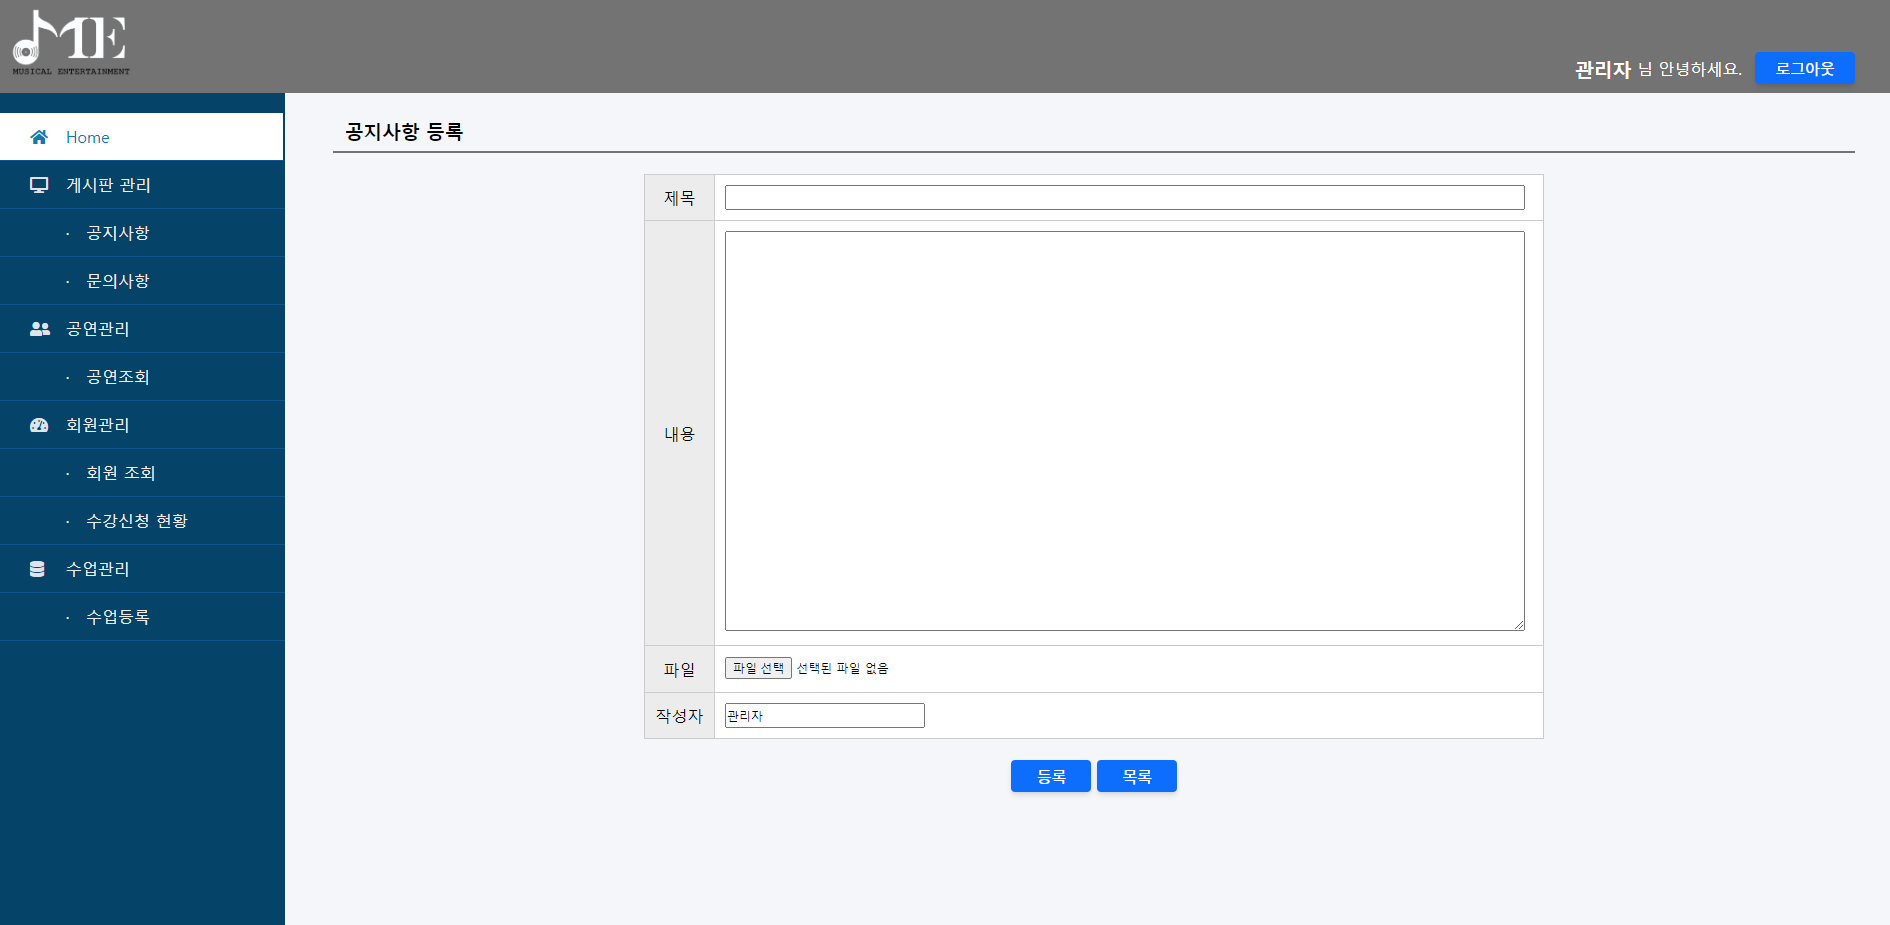 ME
MUSICAL ENTERTAINMENT
관리자 님 안녕하세요.
로그아웃
Home
게시판 관리
· 공지사항
· 문의사항
공연관리
· 공연조회
회원관리
· 회원 조회
· 수강신청 현황
수업관리
· 수업등록
공지사항 등록
제목
내용
파일
파일 선택 선택된 파일 없음
작성자
관리자
등록
목록